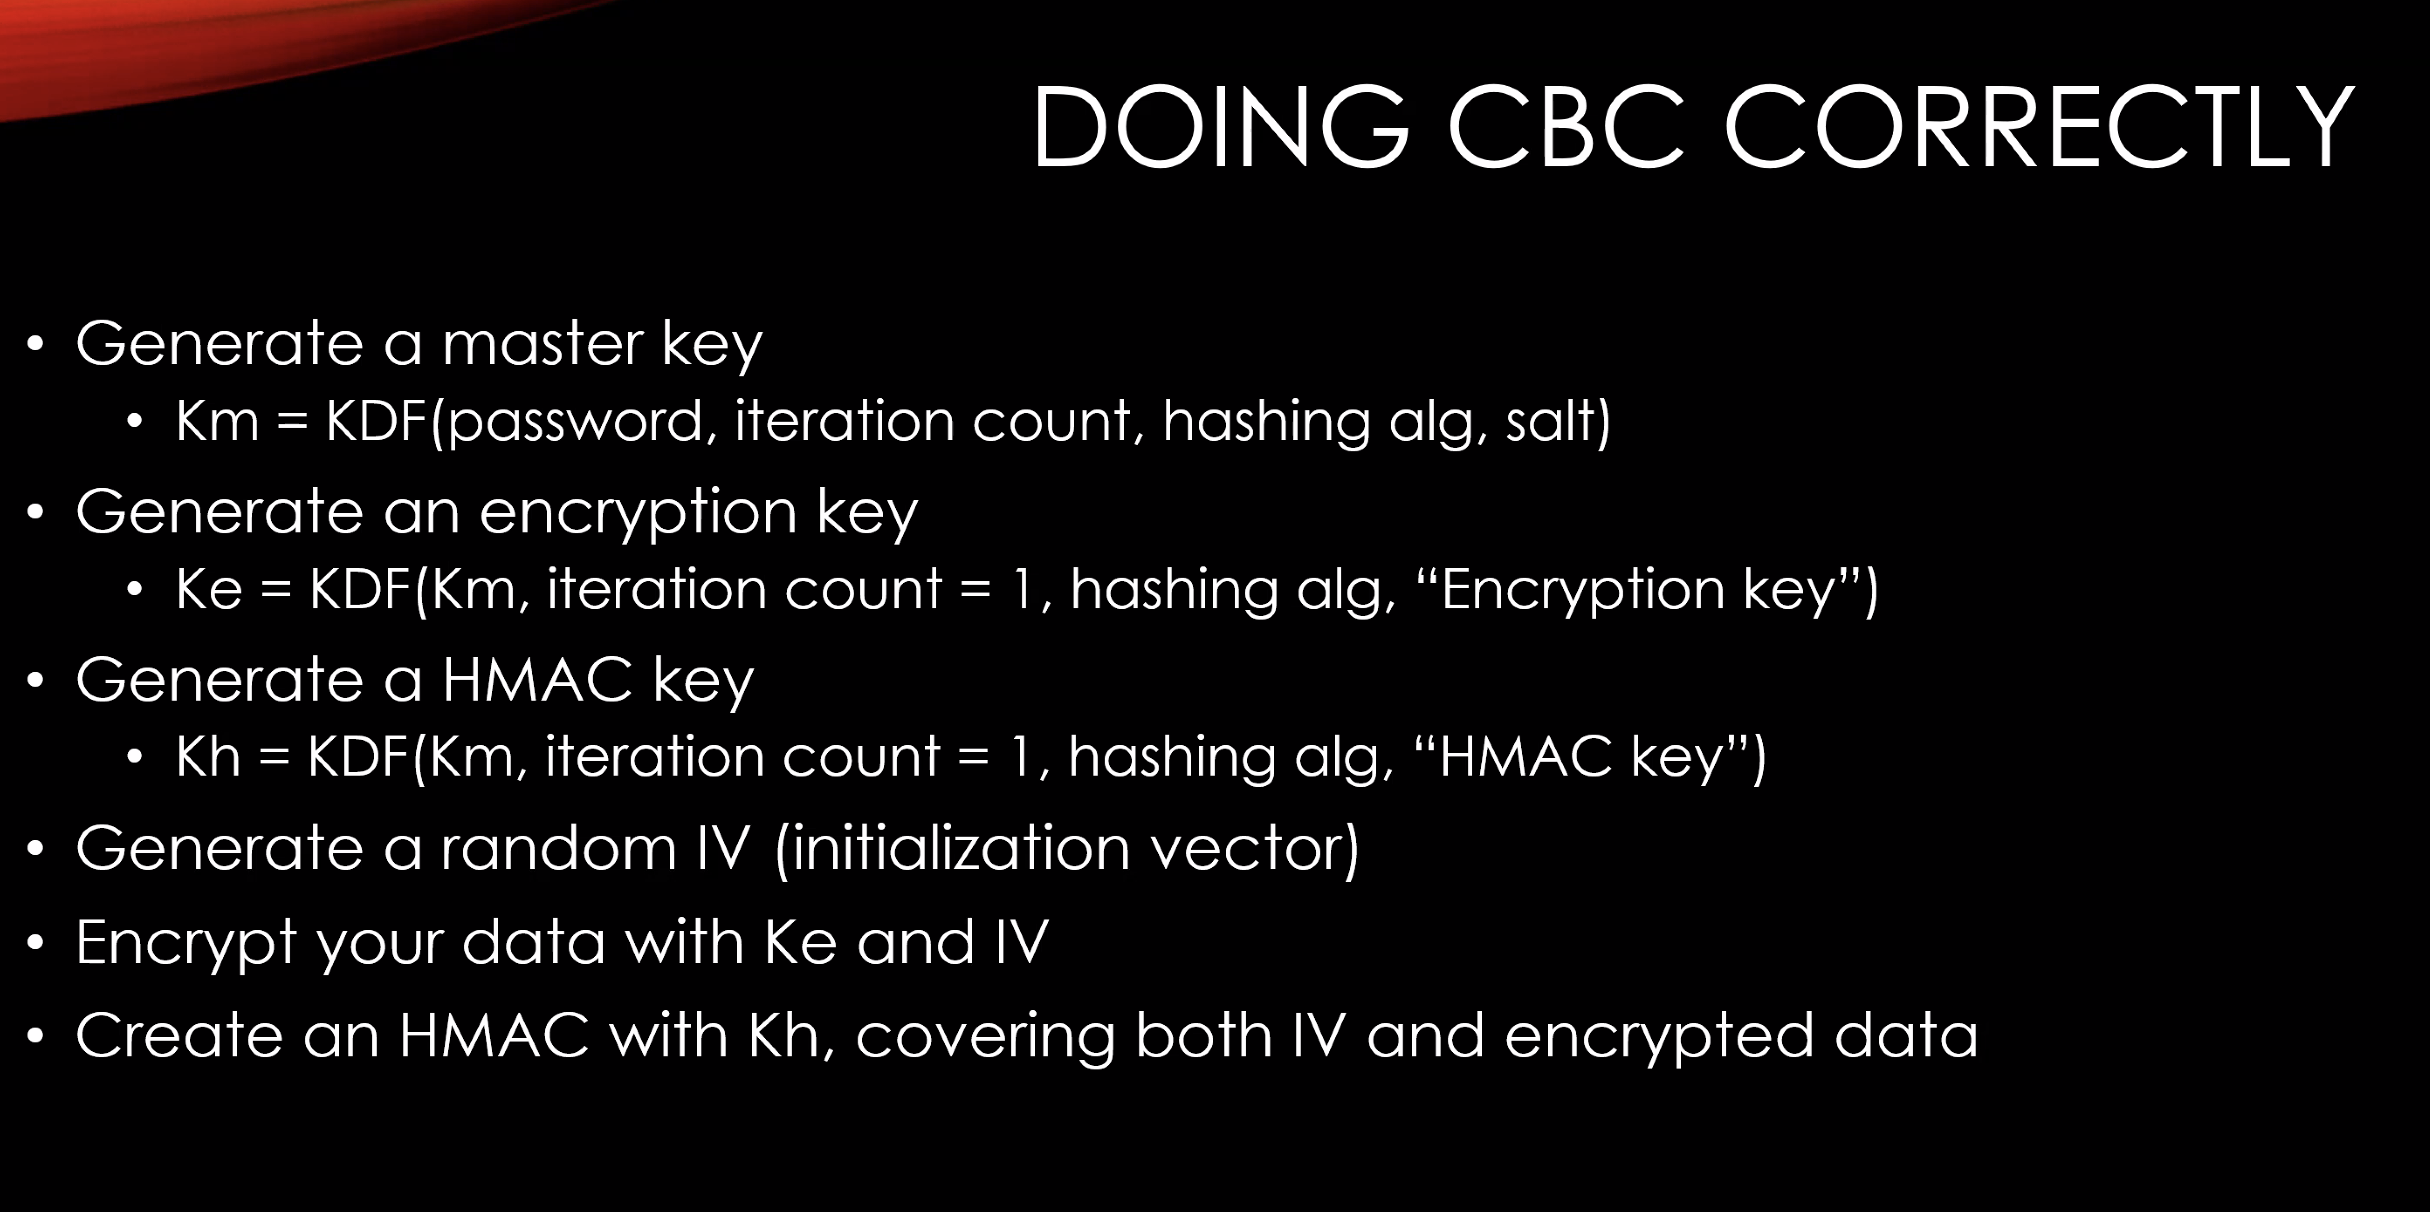 DOING CBC CORRECTLY
• Generate a master key
• Km = KDF(password, iteration count, hashing alg, salt)
• Generate an encryption key
• Ke = KDF(Km, iteration count = 1, hashing alg, “Encryption key”)
• Generate a HMAC key
• Kh = KDF(Km, iteration count = 1, hashing alg, “HMAC key”)
• Generate a random IV (initialization vector)
• Encrypt your data with Ke and IV
• Create an HMAC with Kh, covering both IV and encrypted data